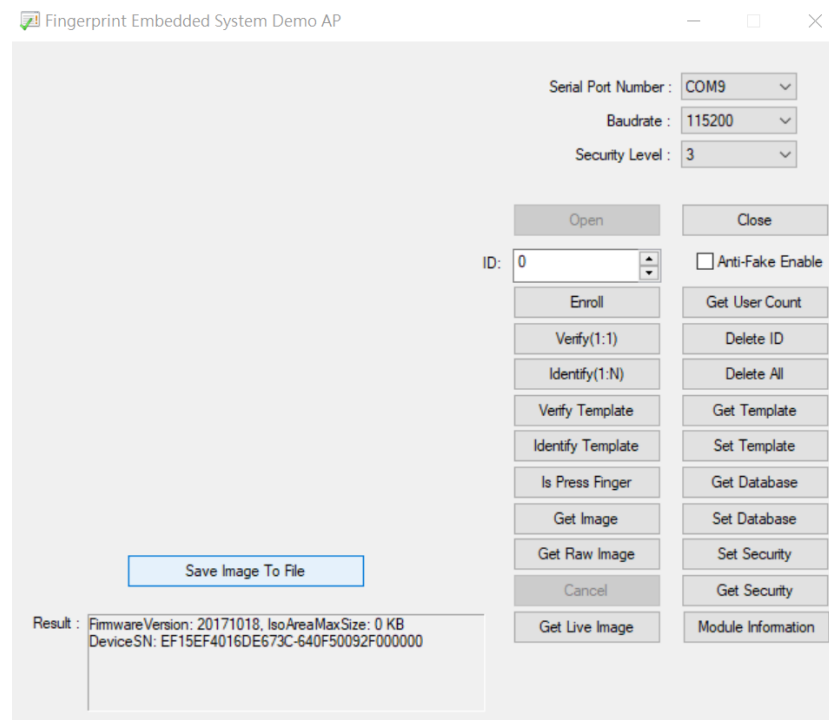 Fingerprint Embedded System Demo AP
Serial Port Number : COM9
Baudrate : 115200
Security Level : 3
Open Close
ID: 0 Anti-Fake Enable
Enroll Get User Count
Verify(1:1) Delete ID
Identify(1:N) Delete All
Verify Template Get Template
Identify Template Set Template
Is Press Finger Get Database
Get Image Set Database
Get Raw Image Set Security
Save Image To File
Cancel Get Security
Get Live Image Module Information
Result : FirmwareVersion: 20171018, IsoAreaMaxSize: 0 KB
DeviceSN: EF15EF4016DE673C-640F50092F000000